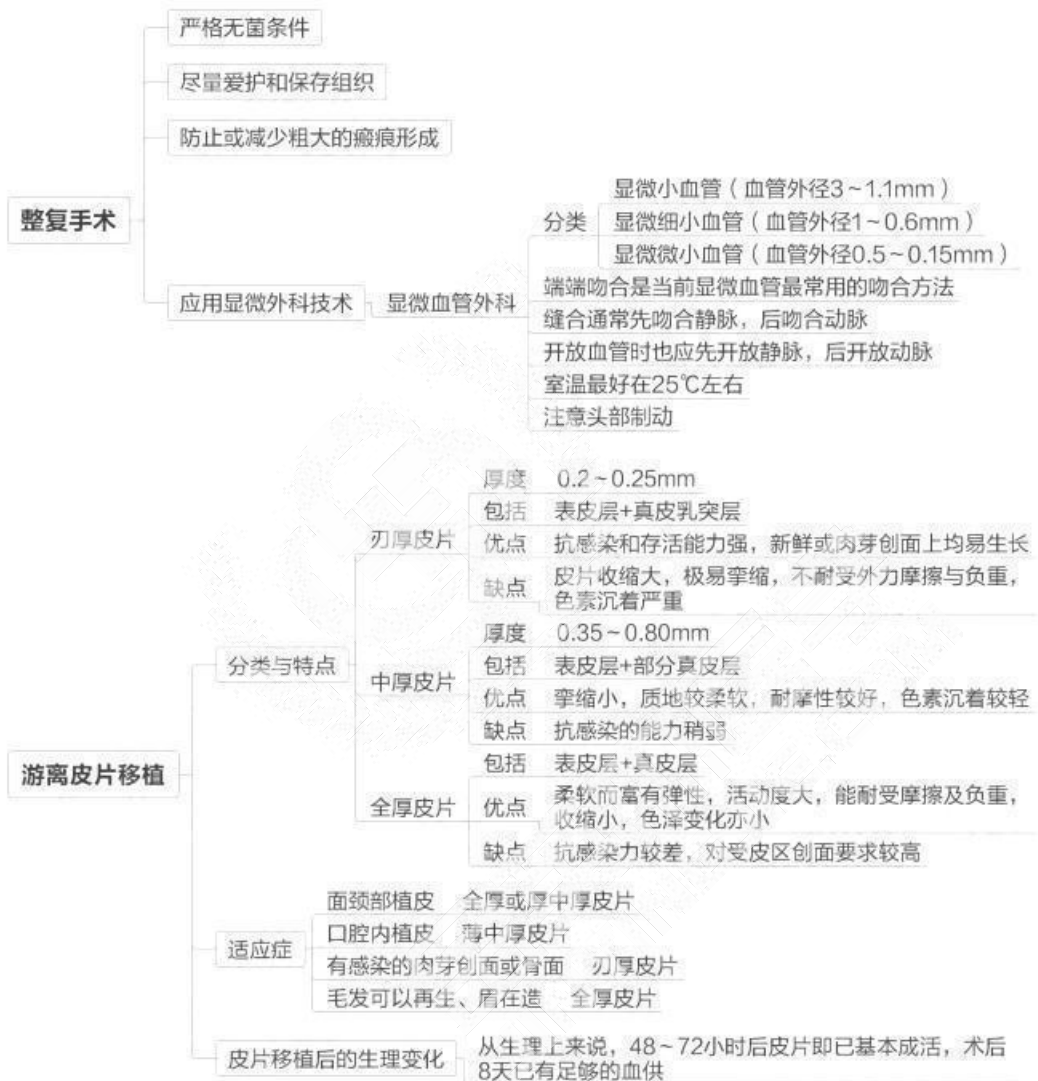 整复手术
严格无菌条件
尽量爱护和保存组织
防止或减少粗大的瘢痕形成
应用显微外科技术
显微血管外科
分类
显微小血管（血管外径3~1.1mm）
显微细小血管（血管外径1~0.6mm）
显微微小血管（血管外径0.5~0.15mm）
端端吻合是当前显微血管最常用的吻合方法
缝合通常先吻合静脉，后吻合动脉
开放血管时也应先开放静脉，后开放动脉
室温最好在25℃左右
注意头部制动
游离皮片移植
分类与特点
刃厚皮片
厚度 0.2~0.25mm
包括 表皮层+真皮乳突层
优点 抗感染和存活能力强，新鲜或肉芽创面上均易生长
缺点 皮片收缩大，极易挛缩，不耐受外力摩擦与负重，
色素沉着严重
中厚皮片
厚度 0.35~0.80mm
包括 表皮层+部分真皮层
优点 挛缩小，质地较柔软，耐摩性较好，色素沉着较轻
缺点 抗感染的能力稍弱
全厚皮片
包括 表皮层+真皮层
优点 柔软而富有弹性，活动度大，能耐受摩擦及负重，
收缩小，色泽变化亦小
缺点 抗感染力较差，对受皮区创面要求较高
适应症
面颈部植皮 全厚或厚中厚皮片
口腔内植皮 薄中厚皮片
有感染的肉芽创面或骨面 刃厚皮片
毛发可以再生、眉在造 全厚皮片
皮片移植后的生理变化
从生理上来说，48~72小时后皮片即已基本成活，术后
8天已有足够的血供